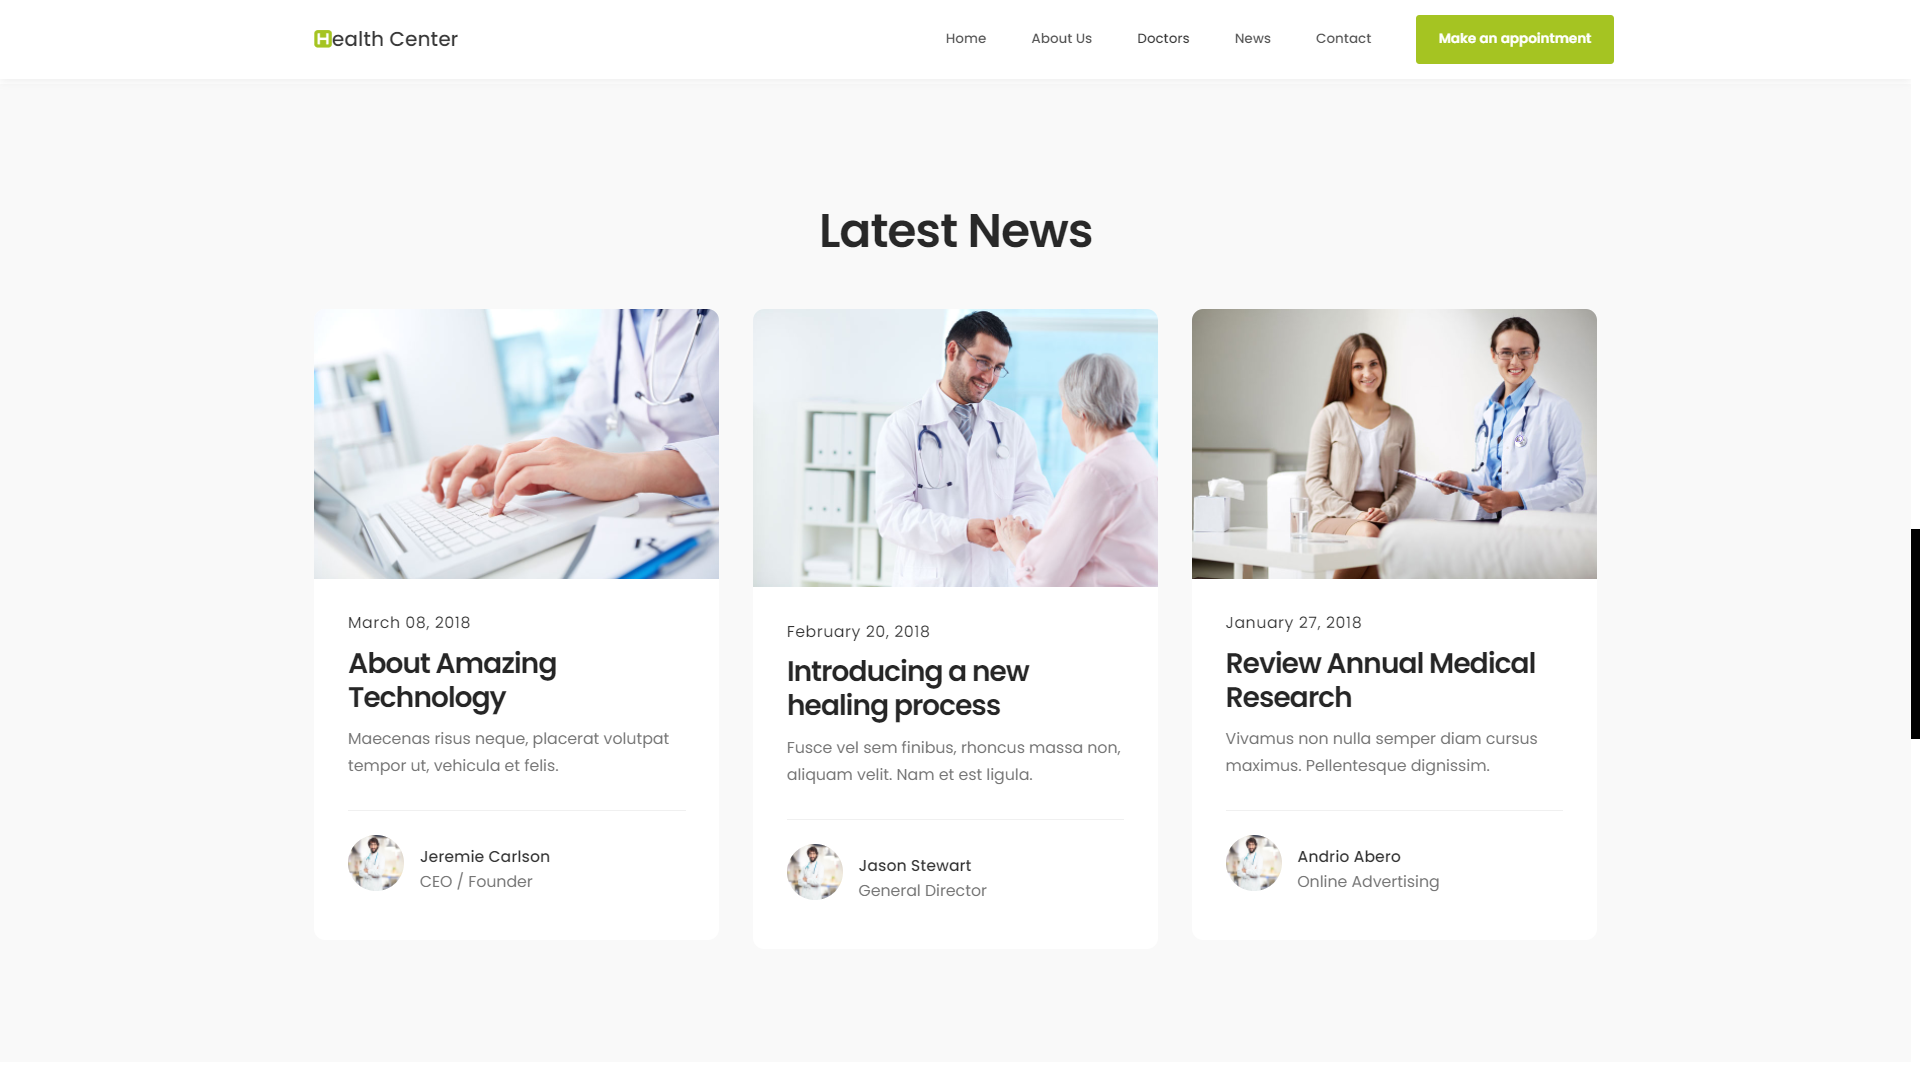 Health Center
Home
About Us
Doctors
News
Contact
Make an appointment
Latest News
March 08, 2018
About Amazing
Technology
Maecenas risus neque, placerat volutpat
tempor ut, vehicula et felis.
Jeremie Carlson
CEO / Founder
February 20, 2018
Introducing a new
healing process
Fusce vel sem finibus, rhoncus massa non,
aliquam velit. Nam et est ligula.
Jason Stewart
General Director
January 27, 2018
Review Annual Medical
Research
Vivamus non nulla semper diam cursus
maximus. Pellentesque dignissim.
Andrio Abero
Online Advertising